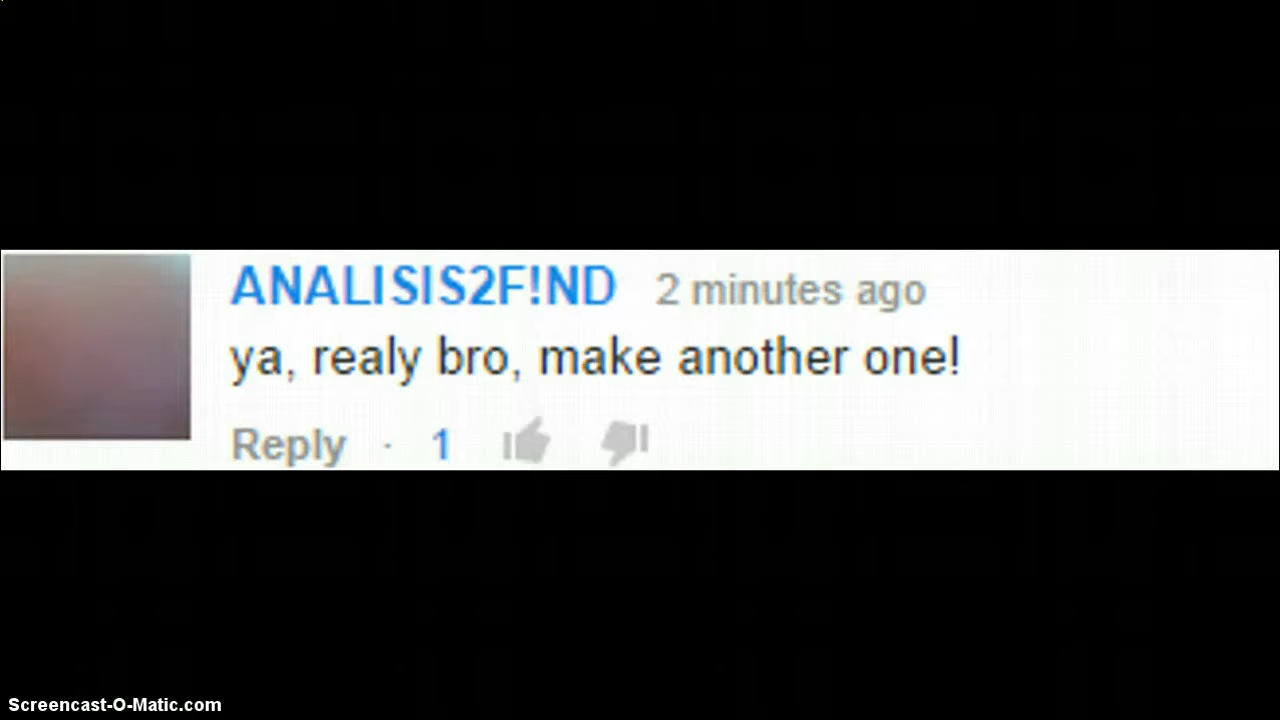 ANALISIS2F!ND 2 minutes ago
ya, realy bro, make another one!
Reply · 1
Screencast-O-Matic.com